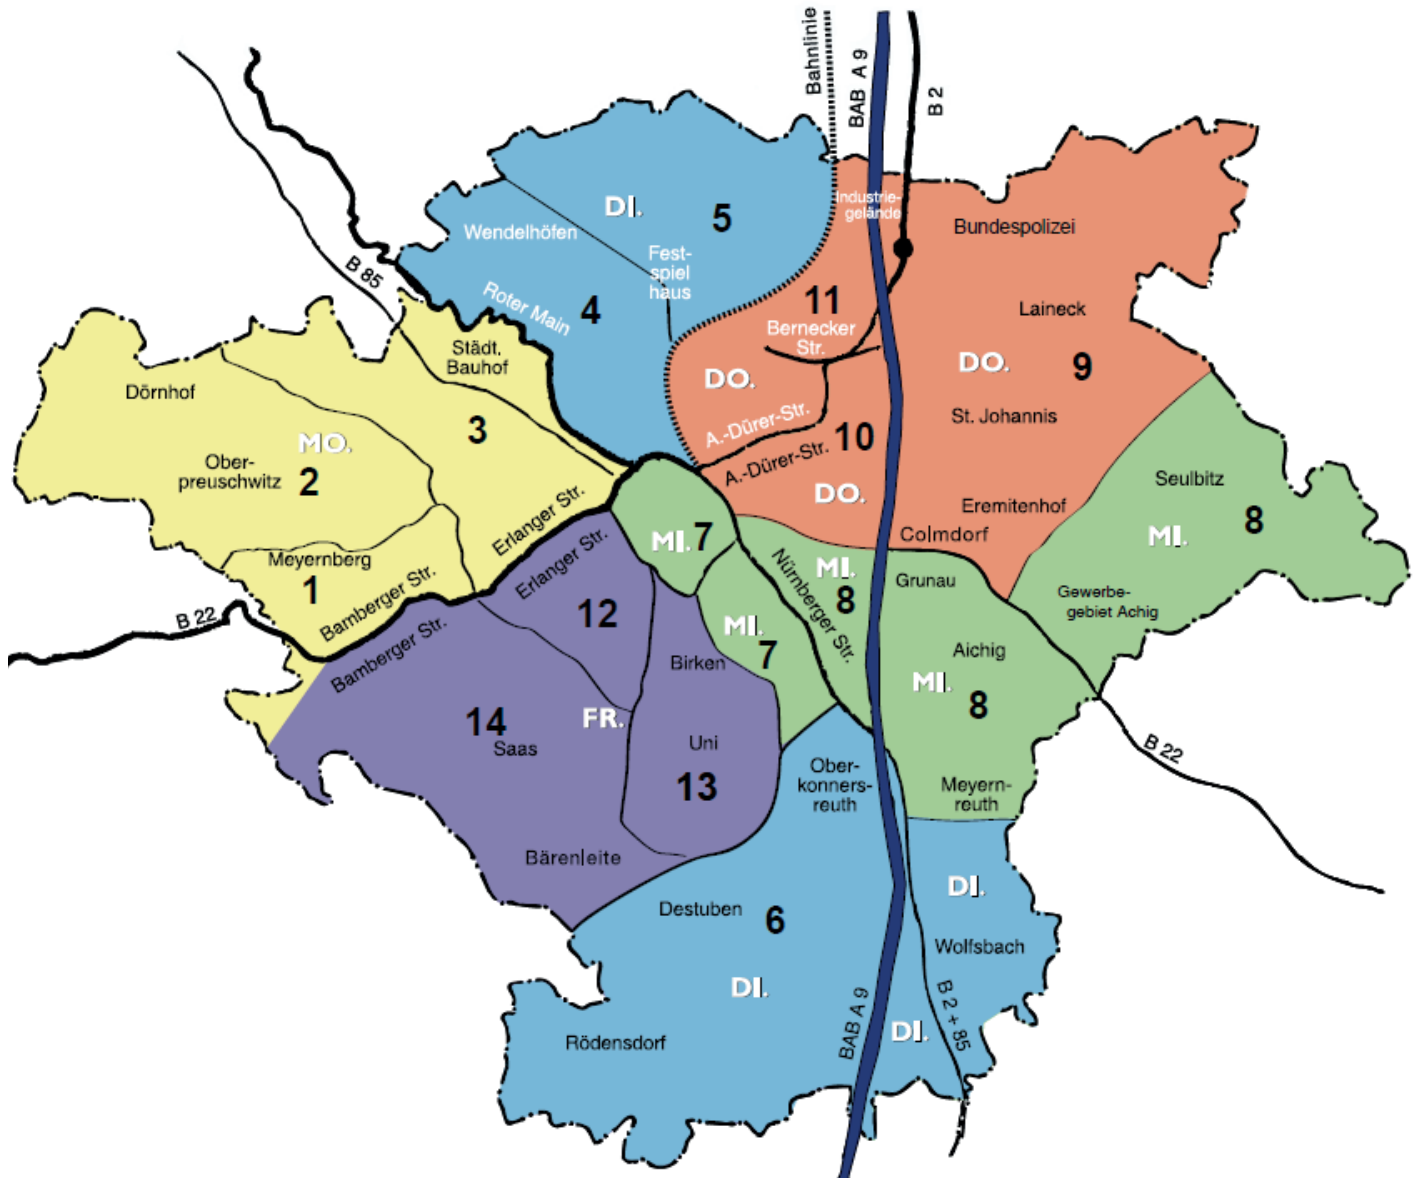 Bahnlinie
BAB A 9
B 2
B 85
DI.
5
Wendelhöfen
Fest-
spiel
haus
Roter Main
4
Industrie-
gelände
Bundespolizei
11
Bernecker
Str.
Laineck
DO.
9
DO.
Städt.
Bauhof
Dörnhof
3
MO.
Ober-
preuschwitz
2
A.-Dürer-Str.
10
A.-Dürer-Str.
DO.
St. Johannis
Eremitenhof
Colmdorf
Seulbitz
8
MI.
Erlanger Str.
Erlanger Str.
MI.
7
Meyernberg
1
Bamberger Str.
Bamberger Str.
B 22
Nürnberger Str.
MI.
8
Grunau
Gewerbe-
gebiet Achig
12
MI.
7
Birken
Aichig
MI.
8
14
Saas
FR.
Uni
13
B 22
Ober-
konners-
reuth
Meyern-
reuth
Bärenleite
Destuben
6
DI.
Wolfsbach
DI.
DI.
BAB A 9
B 2 + 85
Rödensdorf